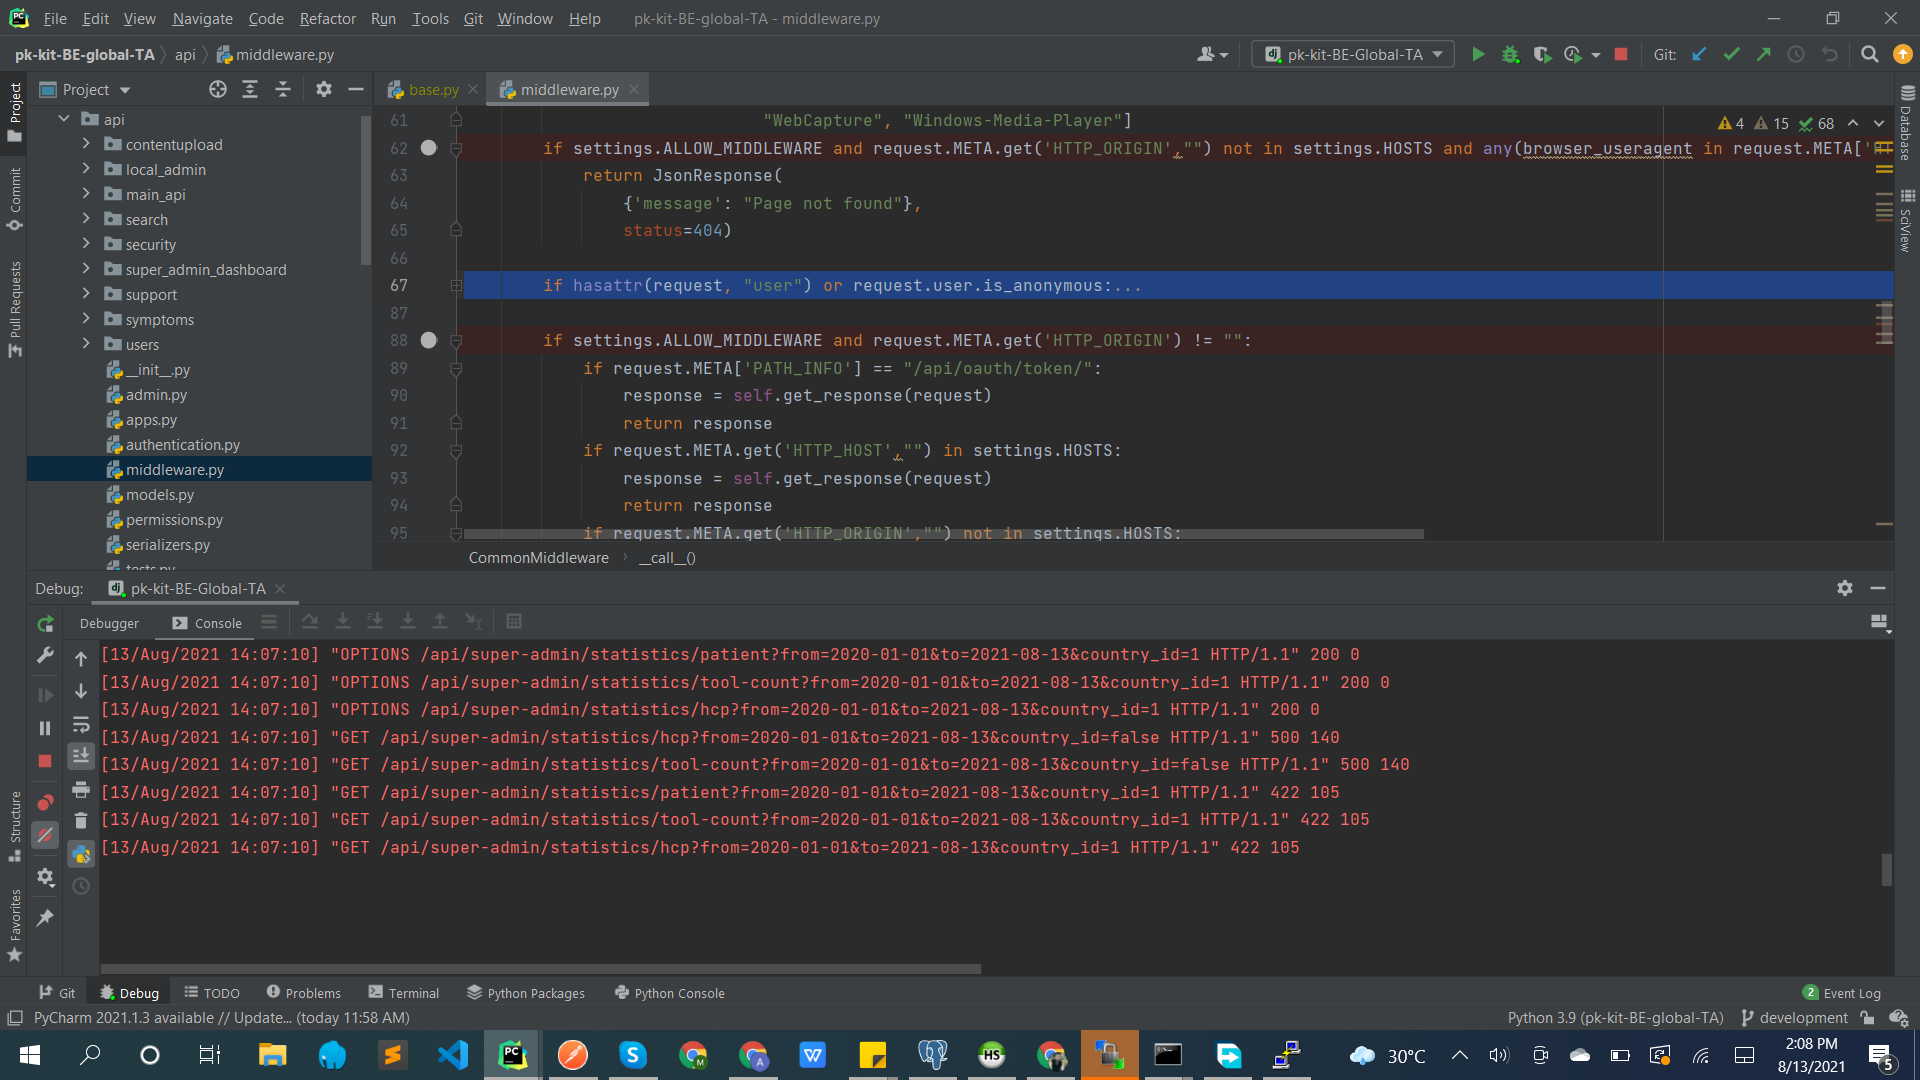 File Edit View Navigate Code Refactor Run Tools Git Window Help pk-kit-BE-global-TA - middleware.py
pk-kit-BE-global-TA api middleware.py
pk-kit-BE-Global-TA Git:
Project
base.py middleware.py
api
contentupload
local_admin
main_api
search
security
super_admin_dashboard
support
symptoms
users
__init__.py
admin.py
apps.py
authentication.py
middleware.py
models.py
permissions.py
serializers.py
tests.py
Project
Commit
Pull Requests
Structure
Favorites
Database
SciView
4 15 68
61 "WebCapture", "Windows-Media-Player"]
62 if settings.ALLOW_MIDDLEWARE and request.META.get('HTTP_ORIGIN',"") not in settings.HOSTS and any(browser_useragent in request.META['
63 return JsonResponse(
64 {'message': "Page not found"},
65 status=404)
66
67 if hasattr(request, "user") or request.user.is_anonymous:...
87
88 if settings.ALLOW_MIDDLEWARE and request.META.get('HTTP_ORIGIN') != "":
89 if request.META['PATH_INFO'] == "/api/oauth/token/":
90 response = self.get_response(request)
91 return response
92 if request.META.get('HTTP_HOST',"") in settings.HOSTS:
93 response = self.get_response(request)
94 return response
95 if request.META.get('HTTP_ORIGIN',"") not in settings.HOSTS:
CommonMiddleware __call__()
Debug: pk-kit-BE-Global-TA
Debugger Console
[13/Aug/2021 14:07:10] "OPTIONS /api/super-admin/statistics/patient?from=2020-01-01&to=2021-08-13&country_id=1 HTTP/1.1" 200 0
[13/Aug/2021 14:07:10] "OPTIONS /api/super-admin/statistics/tool-count?from=2020-01-01&to=2021-08-13&country_id=1 HTTP/1.1" 200 0
[13/Aug/2021 14:07:10] "OPTIONS /api/super-admin/statistics/hcp?from=2020-01-01&to=2021-08-13&country_id=1 HTTP/1.1" 200 0
[13/Aug/2021 14:07:10] "GET /api/super-admin/statistics/hcp?from=2020-01-01&to=2021-08-13&country_id=false HTTP/1.1" 500 140
[13/Aug/2021 14:07:10] "GET /api/super-admin/statistics/tool-count?from=2020-01-01&to=2021-08-13&country_id=false HTTP/1.1" 500 140
[13/Aug/2021 14:07:10] "GET /api/super-admin/statistics/patient?from=2020-01-01&to=2021-08-13&country_id=1 HTTP/1.1" 422 105
[13/Aug/2021 14:07:10] "GET /api/super-admin/statistics/tool-count?from=2020-01-01&to=2021-08-13&country_id=1 HTTP/1.1" 422 105
[13/Aug/2021 14:07:10] "GET /api/super-admin/statistics/hcp?from=2020-01-01&to=2021-08-13&country_id=1 HTTP/1.1" 422 105
Git Debug TODO Problems Terminal Python Packages Python Console 2 Event Log
PyCharm 2021.1.3 available // Update... (today 11:58 AM) Python 3.9 (pk-kit-BE-global-TA) development
30°C
2:08 PM
8/13/2021
5